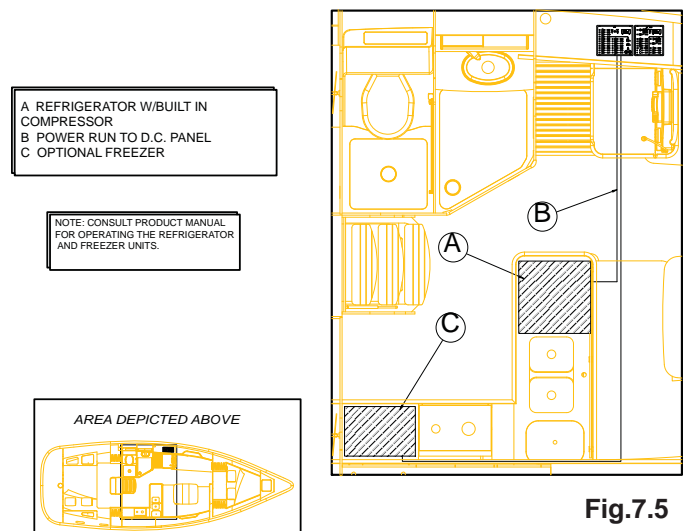 A REFRIGERATOR W/BUILT IN
COMPRESSOR
B POWER RUN TO D.C. PANEL
C OPTIONAL FREEZER
NOTE: CONSULT PRODUCT MANUAL
FOR OPERATING THE REFRIGERATOR
AND FREEZER UNITS.
B
A
C
AREA DEPICTED ABOVE
Fig.7.5